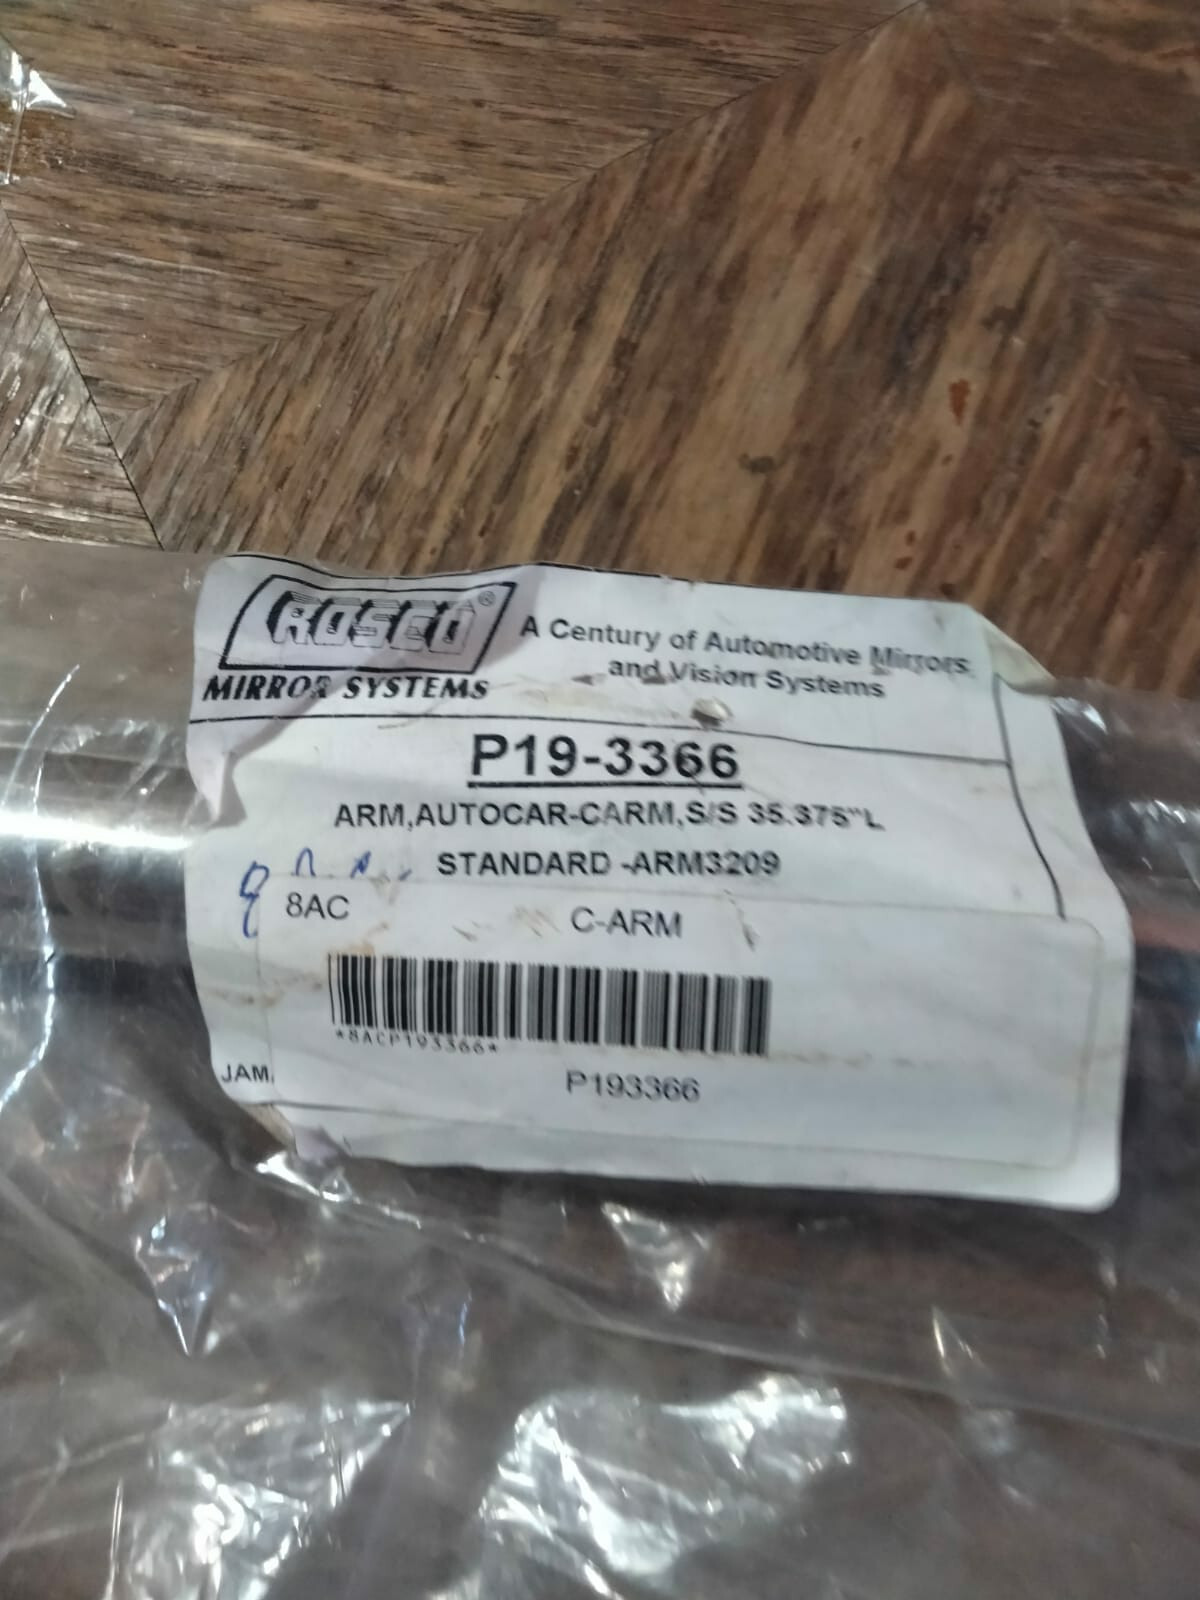 ROSCO®
MIRROR SYSTEMS
A Century of Automotive Mirrors
and Vision Systems
P19-3366
ARM,AUTOCAR-CARM,S/S 35.375"L
STANDARD -ARM3209
8AC C-ARM
*8ACP193366*
JAM
P193366